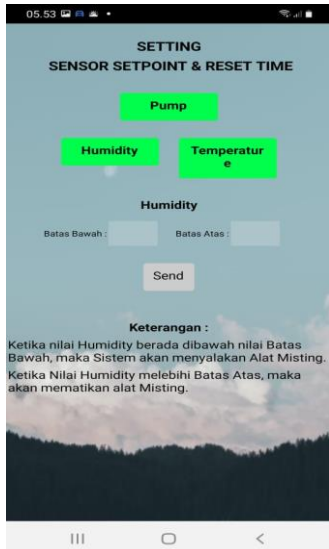 05.53
SETTING
SENSOR SETPOINT & RESET TIME
Pump
Humidity
Temperatur
e
Humidity
Batas Bawah :
Batas Atas :
Send
Keterangan :
Ketika nilai Humidity berada dibawah nilai Batas
Bawah, maka Sistem akan menyalakan Alat Misting.
Ketika Nilai Humidity melebihi Batas Atas, maka
akan mematikan alat Misting.